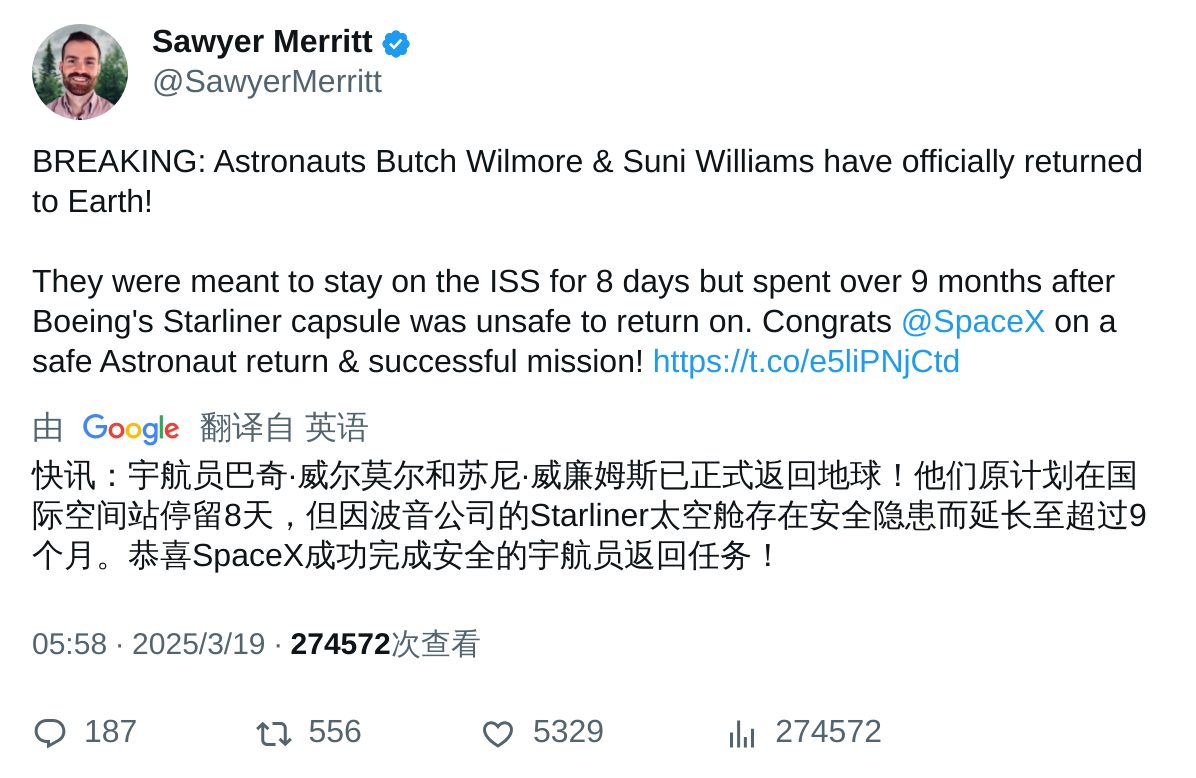 Sawyer Merritt
@SawyerMerritt
BREAKING: Astronauts Butch Wilmore & Suni Williams have officially returned
to Earth!
They were meant to stay on the ISS for 8 days but spent over 9 months after
Boeing's Starliner capsule was unsafe to return on. Congrats @SpaceX on a
safe Astronaut return & successful mission! https://t.co/e5liPNjCtd
由 Google 翻译自 英语
快讯：宇航员巴奇·威尔莫尔和苏尼·威廉姆斯已正式返回地球！他们原计划在国
际空间站停留8天，但因波音公司的Starliner太空舱存在安全隐患而延长至超过9
个月。恭喜SpaceX成功完成安全的宇航员返回任务！
05:58 · 2025/3/19 · 274572次查看
187 556 5329 274572